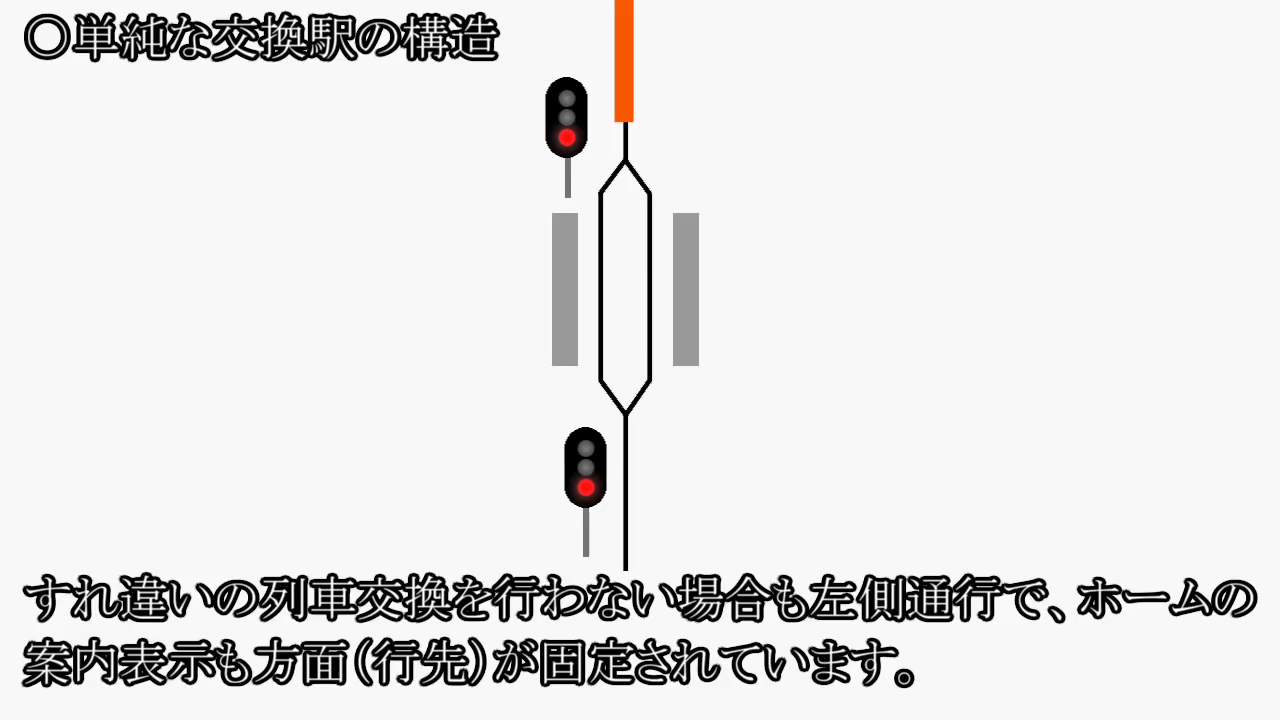 〇単純な交換駅の構造
すれ違いの列車交換を行わない場合も左側通行で、ホームの
案内表示も方面(行先)が固定されています。